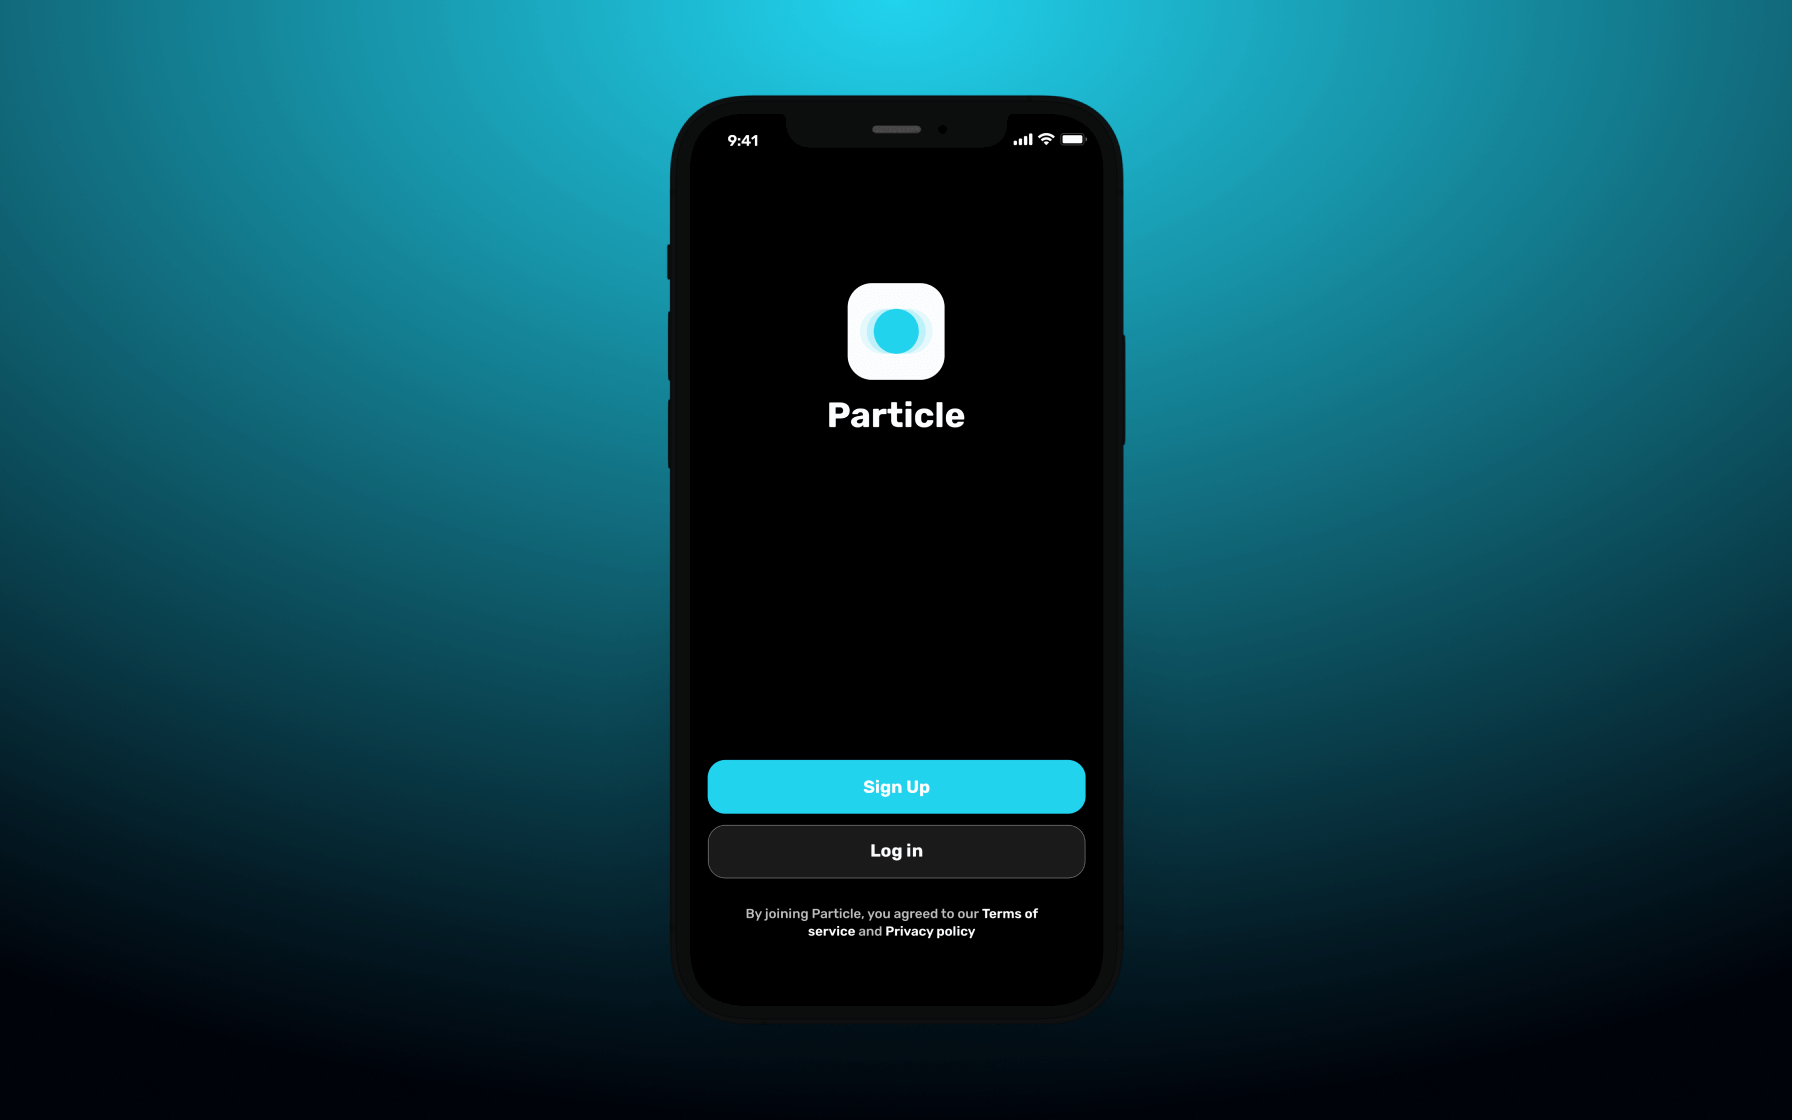 9:41
Particle
Sign Up
Log in
By joining Particle, you agreed to our Terms of
service and Privacy policy